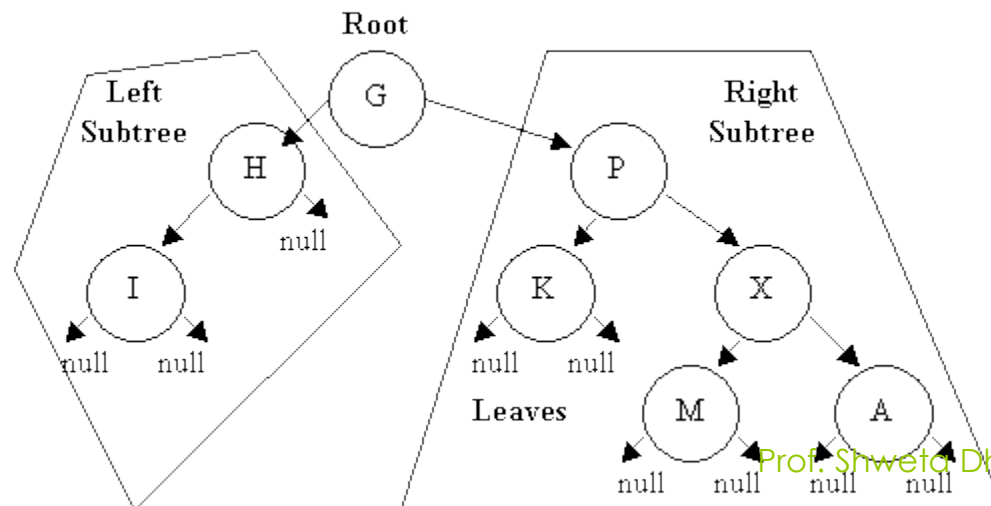 Root
G
Left
Subtree
Right
Subtree
H
P
null
I
K
X
null
null
null
null
Leaves
M
A
Prof. Shweta
null
null
null
null